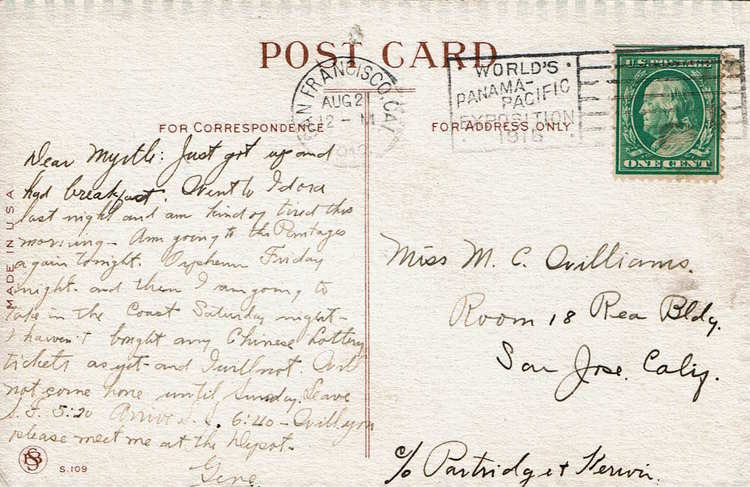 POST CARD
SAN FRANCISCO, CAL
AUG 2
12 - M
WORLD'S
PANAMA-
PACIFIC
EXPOSITION
1915
U.S. POSTAGE
ONE CENT
FOR CORRESPONDENCE
FOR ADDRESS ONLY
MADE IN U.S.A
Dear Myrtle: Just got up and
had breakfast. Went to Idora
last night and am kind of tired this
morning - Am going to the Pantages
again tonight. Orpheum Friday
night. and then I am going to
take in the Coast Saturday night -
I haven't bought any Chinese Lottery
tickets as yet - and I will not. Will
not come home until Sunday. Leave
S.F. 5:20 Arrive S.J. 6:40 - Will you
please meet me at the Depot -
Gene
Miss M. C. Williams.
Room 18 Rea Bldg.
San Jose. Calif.
c/o Partridge & Kerwin.
S. 109